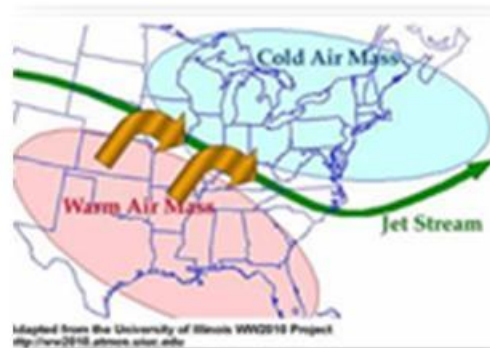 Cold Air Mass
Warm Air Mass
Jet Stream
Adapted from the University of Illinois WW2010 Project
http://ww2010.atmos.uiuc.edu